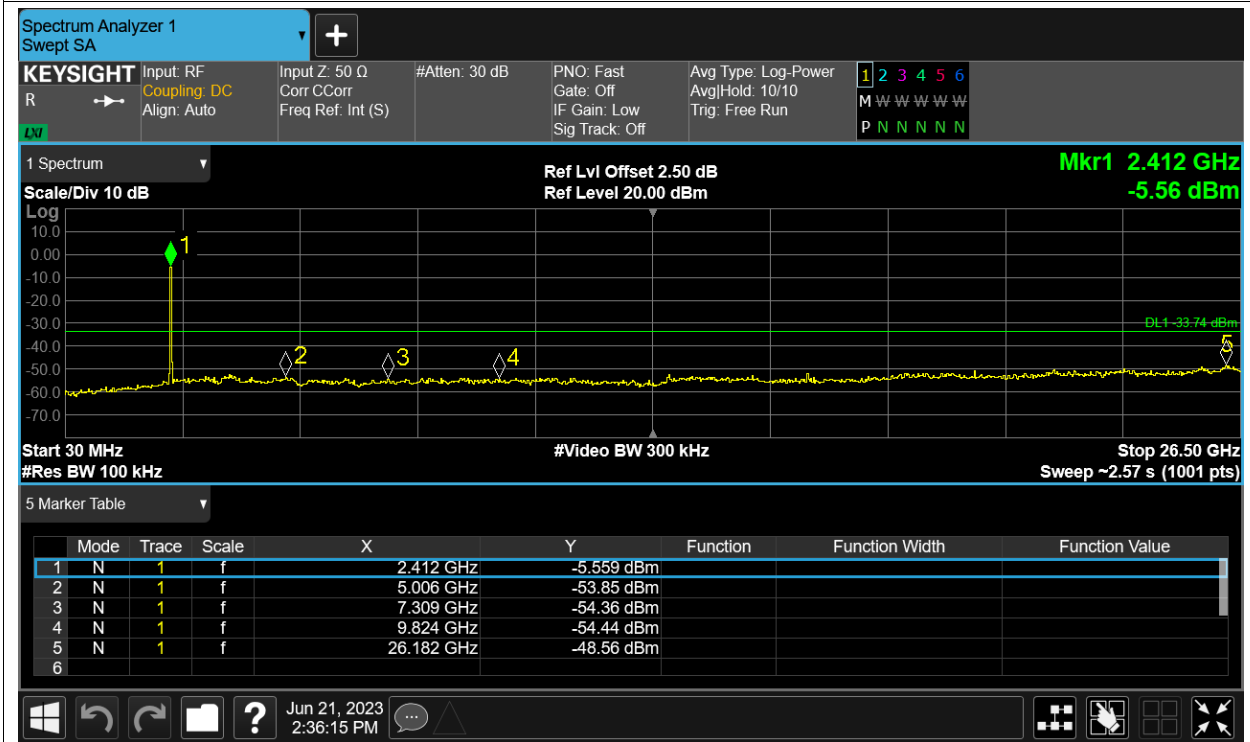 Spectrum Analyzer 1
Swept SA
+
KEYSIGHT Input: RF Input Z: 50 Ω #Atten: 30 dB PNO: Fast Avg Type: Log-Power 1 2 3 4 5 6
R Coupling: DC Corr CCorr Gate: Off Avg|Hold: 10/10 M W W W W W
Align: Auto Freq Ref: Int (S) IF Gain: Low Trig: Free Run
LXI Sig Track: Off P N N N N N
1 Spectrum Ref Lvl Offset 2.50 dB Mkr1 2.412 GHz
Scale/Div 10 dB Ref Level 20.00 dBm -5.56 dBm
Log
10.0
1
0.00
-10.0
-20.0
-30.0
DL1 -33.74 dBm
-40.0
2 3 4 5
-50.0
-60.0
-70.0
Start 30 MHz #Video BW 300 kHz Stop 26.50 GHz
#Res BW 100 kHz Sweep ~2.57 s (1001 pts)
5 Marker Table
Mode Trace Scale X Y Function Function Width Function Value
1 N 1 f 2.412 GHz -5.559 dBm
2 N 1 f 5.006 GHz -53.85 dBm
3 N 1 f 7.309 GHz -54.36 dBm
4 N 1 f 9.824 GHz -54.44 dBm
5 N 1 f 26.182 GHz -48.56 dBm
6
? Jun 21, 2023
2:36:15 PM